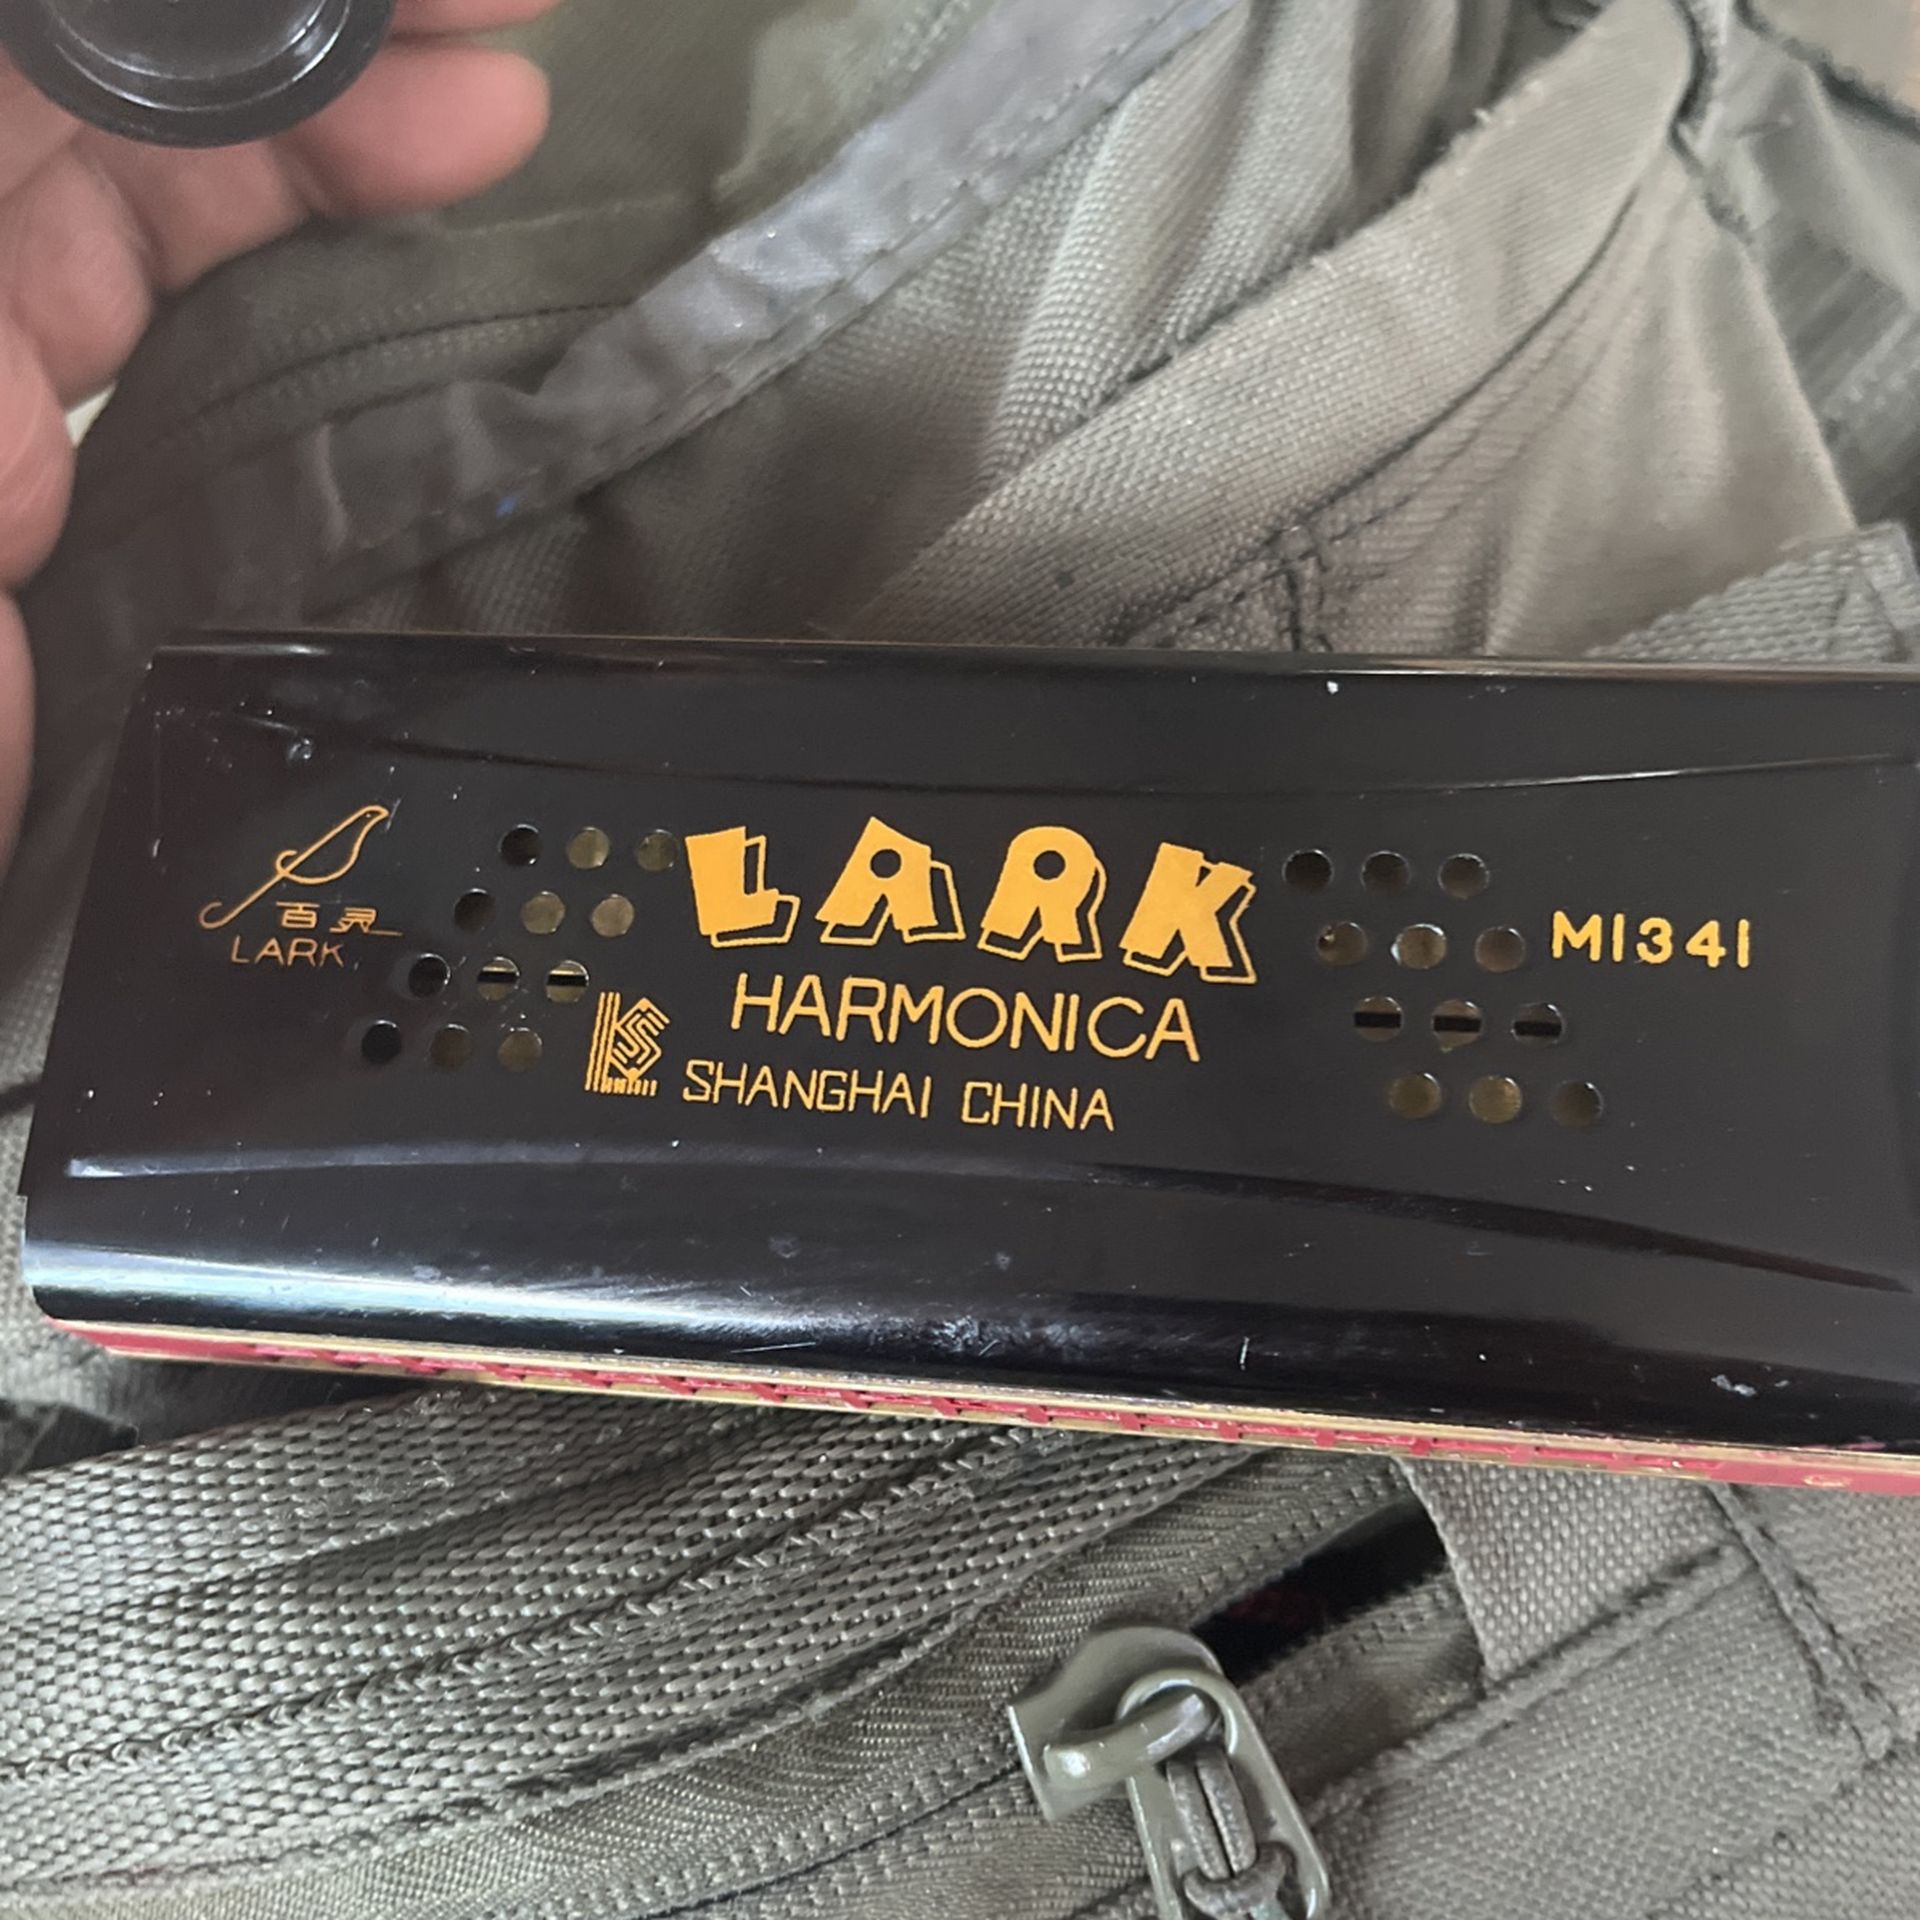 百灵
LARK
LARK
HARMONICA
SHANGHAI CHINA
M1341